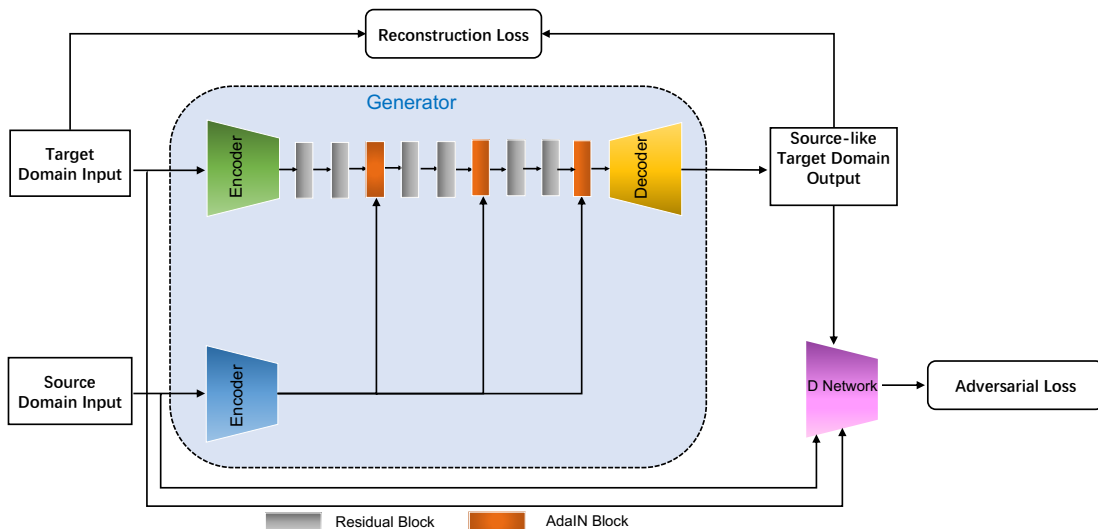 Reconstruction Loss
Generator
Target
Domain Input
Encoder
Decoder
Source-like
Target Domain
Output
Source
Domain Input
Encoder
D Network
Adversarial Loss
Residual Block
AdaIN Block